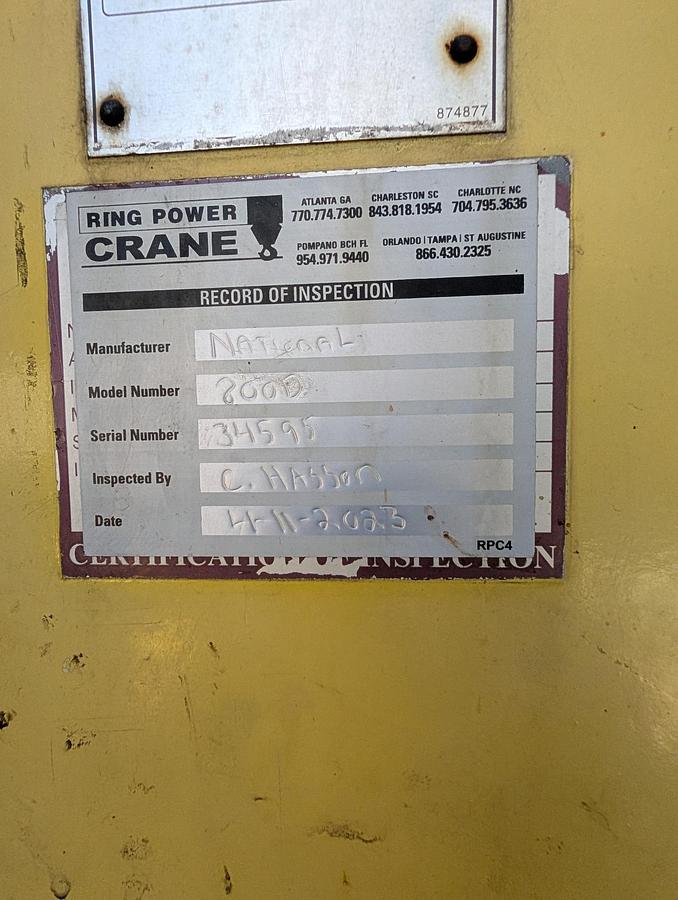 874877
RING POWER
CRANE
ATLANTA GA CHARLESTON SC CHARLOTTE NC
770.774.7300 843.818.1954 704.795.3636
POMPANO BCH FL ORLANDO | TAMPA | ST AUGUSTINE
954.971.9440 866.430.2325
RECORD OF INSPECTION
Manufacturer NATIONAL
Model Number 800D
Serial Number 34595
Inspected By C. HASSON
Date 4-11-2023
RPC4
CERTIFICATION OF INSPECTION